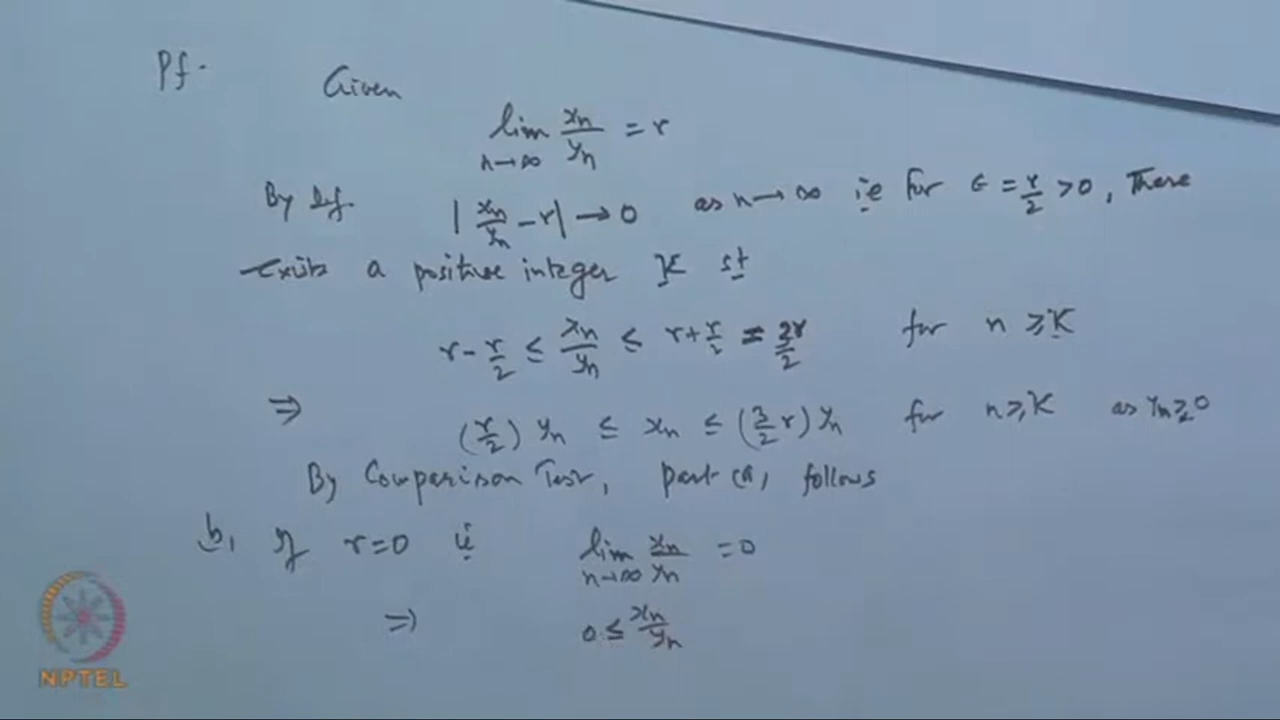 Pf. Given
lim n→∞ xn/yn = r
By def. |xn/yn - r| → 0 as n→∞ ie for ε = r/2 > 0, There
exists a positive integer K st
r - r/2 ≤ xn/yn ≤ r + r/2 = 3r/2 for n ≥ K
⇒ (r/2) yn ≤ xn ≤ (3/2 r) yn for n ≥ K as yn ≥ 0
By Comparison Test, part (a) follows
b, If r=0 ie lim n→∞ xn/yn = 0
⇒ 0 ≤ xn/yn
NPTEL